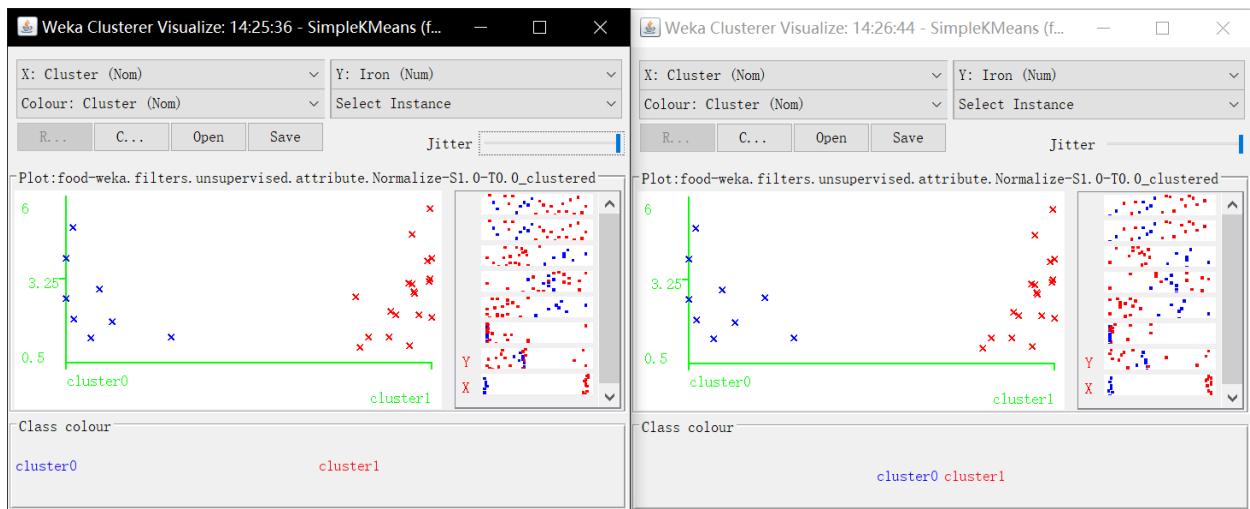 Weka Clusterer Visualize: 14:25:36 - SimpleKMeans (f...
X: Cluster (Nom)
Y: Iron (Num)
Colour: Cluster (Nom)
Select Instance
R...
C...
Open
Save
Jitter
Plot:food-weka.filters.unsupervised.attribute.Normalize-S1.0-T0.0_clustered
6
3.25
0.5
cluster0
cluster1
Y
X
Class colour
cluster0
cluster1
Weka Clusterer Visualize: 14:26:44 - SimpleKMeans (f...
X: Cluster (Nom)
Y: Iron (Num)
Colour: Cluster (Nom)
Select Instance
R...
C...
Open
Save
Jitter
Plot:food-weka.filters.unsupervised.attribute.Normalize-S1.0-T0.0_clustered
6
3.25
0.5
cluster0
cluster1
Y
X
Class colour
cluster0 cluster1